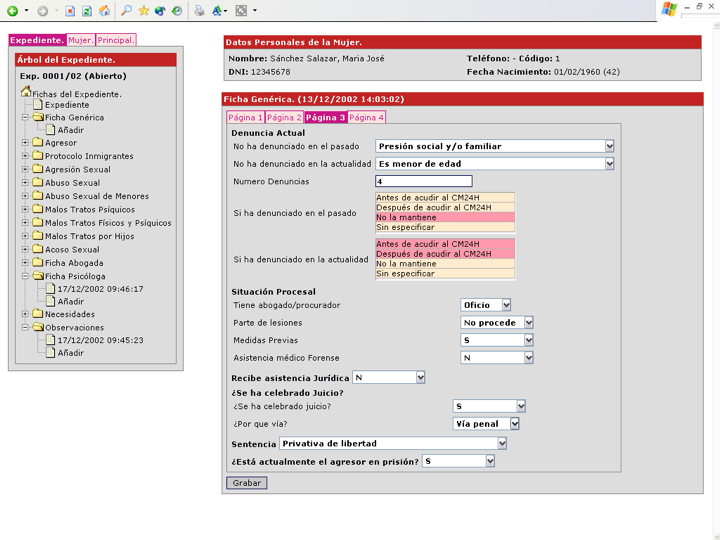 Expediente. Mujer. Principal.
Árbol del Expediente.
Exp. 0001/02 (Abierto)
Fichas del Expediente.
Expediente
Ficha Genérica
Añadir
Agresor
Protocolo Inmigrantes
Agresión Sexual
Abuso Sexual
Abuso Sexual de Menores
Malos Tratos Psíquicos
Malos Tratos Físicos y Psíquicos
Malos Tratos por Hijos
Acoso Sexual
Ficha Abogada
Ficha Psicóloga
17/12/2002 09:46:17
Añadir
Necesidades
Observaciones
17/12/2002 09:45:23
Añadir
Datos Personales de la Mujer.
Nombre: Sánchez Salazar, Maria José Teléfono: - Código: 1
DNI: 12345678 Fecha Nacimiento: 01/02/1960 (42)
Ficha Genérica. (13/12/2002 14:03:02)
Página 1 Página 2 Página 3 Página 4
Denuncia Actual
No ha denunciado en el pasado Presión social y/o familiar
No ha denunciado en la actualidad Es menor de edad
Numero Denuncias 4
Si ha denunciado en el pasado
Antes de acudir al CM24H
Después de acudir al CM24H
No la mantiene
Sin especificar
Si ha denunciado en la actualidad
Antes de acudir al CM24H
Después de acudir al CM24H
No la mantiene
Sin especificar
Situación Procesal
Tiene abogado/procurador Oficio
Parte de lesiones No procede
Medidas Previas S
Asistencia médico Forense N
Recibe asistencia Jurídica N
¿Se ha celebrado Juicio?
¿Se ha celebrado juicio? S
¿Por que vía? Vía penal
Sentencia Privativa de libertad
¿Está actualmente el agresor en prisión? S
Grabar